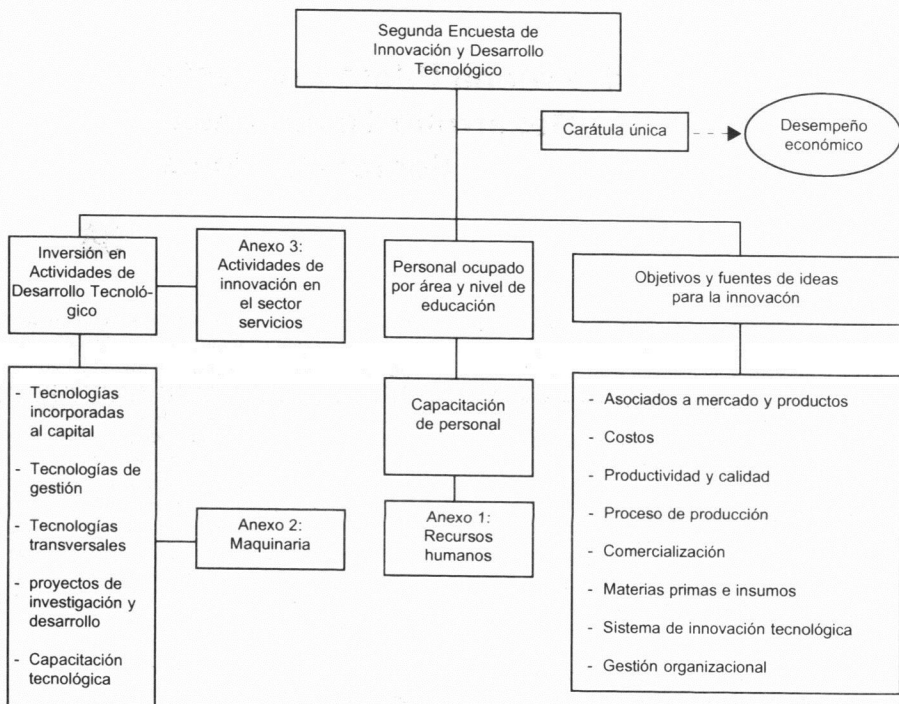 Segunda Encuesta de
Innovación y Desarrollo
Tecnológico
Carátula única
Desempeño
económico
Inversión en
Actividades de
Desarrollo Tecnoló-
gico
Anexo 3:
Actividades de
innovación en
el sector
servicios
Personal ocupado
por área y nivel de
educación
Objetivos y fuentes de ideas
para la innovacón
- Tecnologías
incorporadas
al capital
- Tecnologías de
gestión
- Tecnologías
transversales
- proyectos de
investigación y
desarrollo
- Capacitación
tecnológica
Anexo 2:
Maquinaria
Capacitación
de personal
Anexo 1:
Recursos
humanos
- Asociados a mercado y productos
- Costos
- Productividad y calidad
- Proceso de producción
- Comercialización
- Materias primas e insumos
- Sistema de innovación tecnológica
- Gestión organizacional